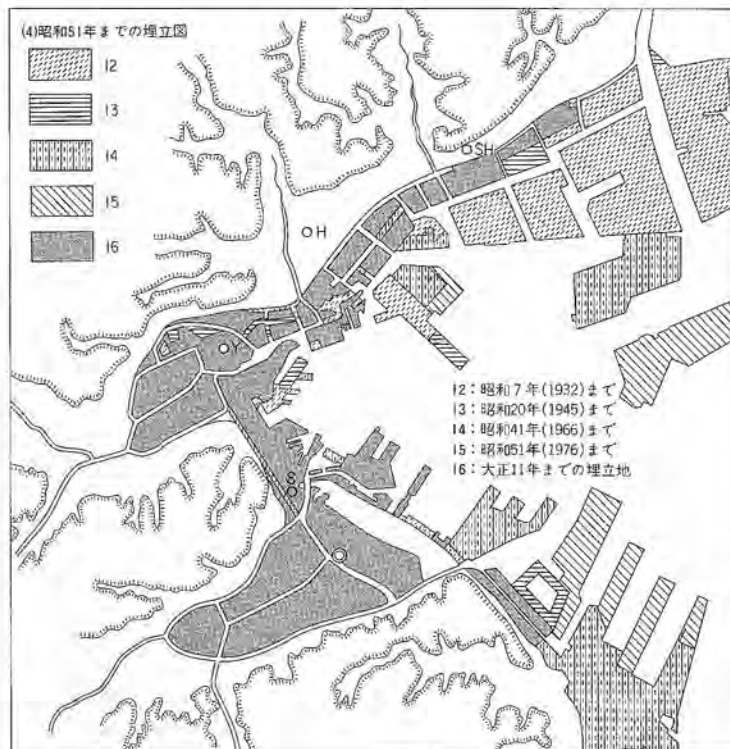 (4)昭和51年までの埋立図
12
13
14
15
16
OSH
OH
Y
S
12：昭和7年(1932)まで
13：昭和20年(1945)まで
14：昭和41年(1966)まで
15：昭和51年(1976)まで
16：大正11年までの埋立地